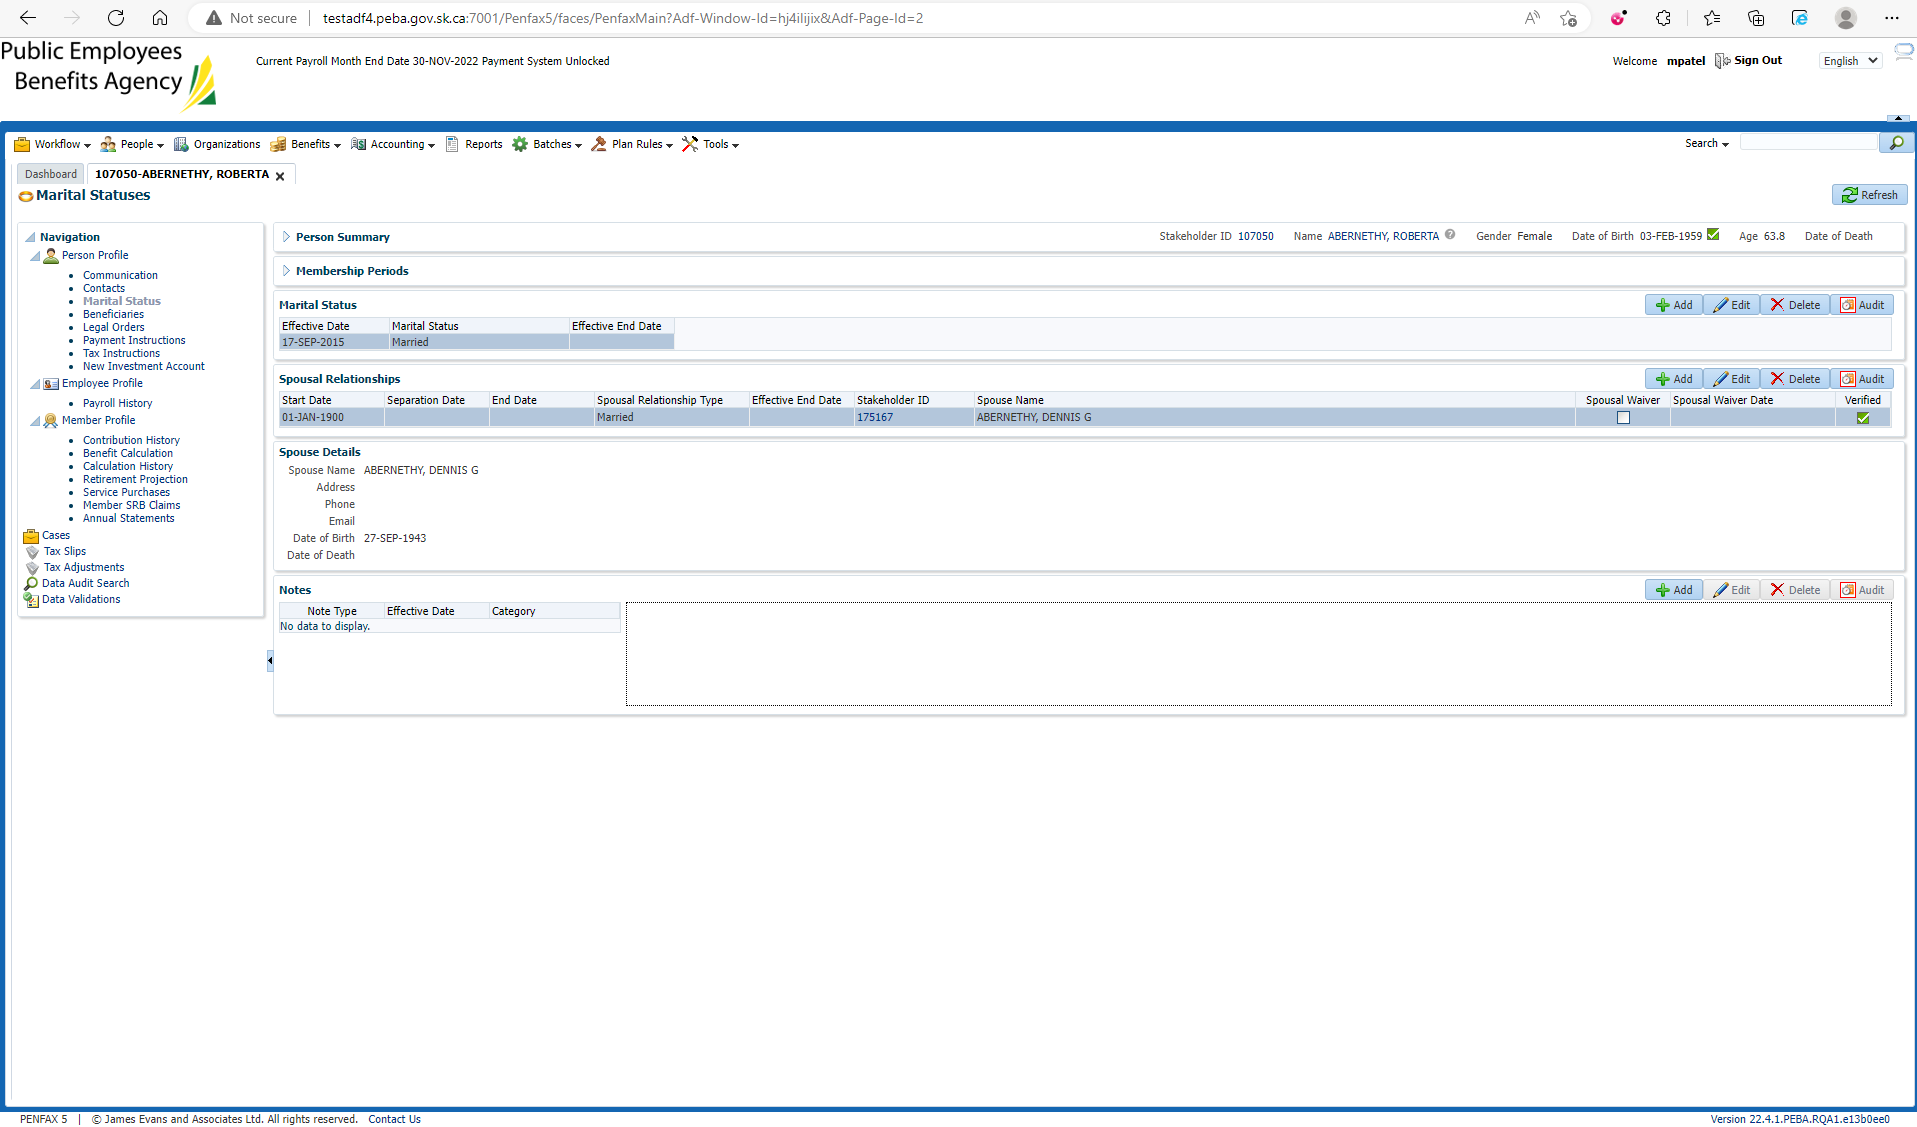 Not secure | testadf4.peba.gov.sk.ca:7001/Penfax5/faces/PenfaxMain?Adf-Window-Id=hj4ilijix&Adf-Page-Id=2
Public Employees
Benefits Agency
Current Payroll Month End Date 30-NOV-2022 Payment System Unlocked
Welcome mpatel Sign Out English
Workflow People Organizations Benefits Accounting Reports Batches Plan Rules Tools Search
Dashboard 107050-ABERNETHY, ROBERTA
Marital Statuses Refresh
Navigation
Person Profile
Communication
Contacts
Marital Status
Beneficiaries
Legal Orders
Payment Instructions
Tax Instructions
New Investment Account
Employee Profile
Payroll History
Member Profile
Contribution History
Benefit Calculation
Calculation History
Retirement Projection
Service Purchases
Member SRB Claims
Annual Statements
Cases
Tax Slips
Tax Adjustments
Data Audit Search
Data Validations
Person Summary Stakeholder ID 107050 Name ABERNETHY, ROBERTA Gender Female Date of Birth 03-FEB-1959 Age 63.8 Date of Death
Membership Periods
Marital Status Add Edit Delete Audit
Effective Date Marital Status Effective End Date
17-SEP-2015 Married
Spousal Relationships Add Edit Delete Audit
Start Date Separation Date End Date Spousal Relationship Type Effective End Date Stakeholder ID Spouse Name Spousal Waiver Spousal Waiver Date Verified
01-JAN-1900 Married 175167 ABERNETHY, DENNIS G
Spouse Details
Spouse Name ABERNETHY, DENNIS G
Address
Phone
Email
Date of Birth 27-SEP-1943
Date of Death
Notes Add Edit Delete Audit
Note Type Effective Date Category
No data to display.
PENFAX 5 | © James Evans and Associates Ltd. All rights reserved. Contact Us
Version 22.4.1.PEBA.RQA1.e13b0ee0